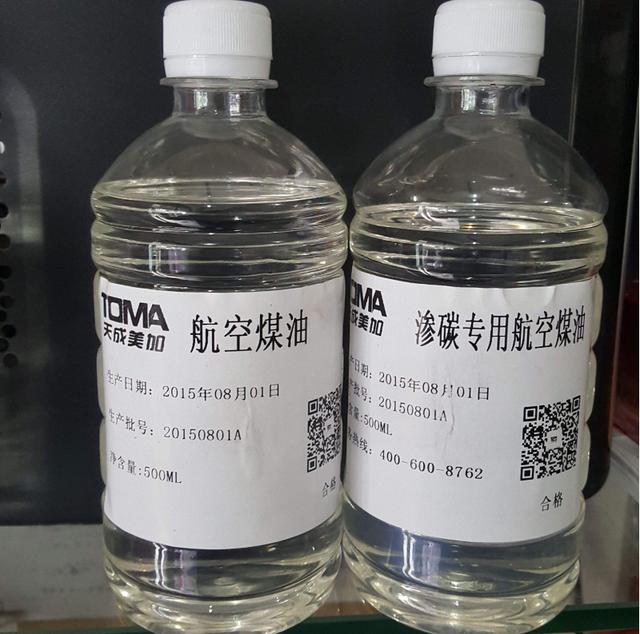 TOMA
天成美加
航空煤油
生产日期: 2015年08月01日
生产批号: 20150801A
净含量:500ML
合格
OMA
成美加
渗碳专用航空煤油
产日期: 2015年08月01日
产批号: 20150801A
含量:500ML
热线: 400-600-8762
合格